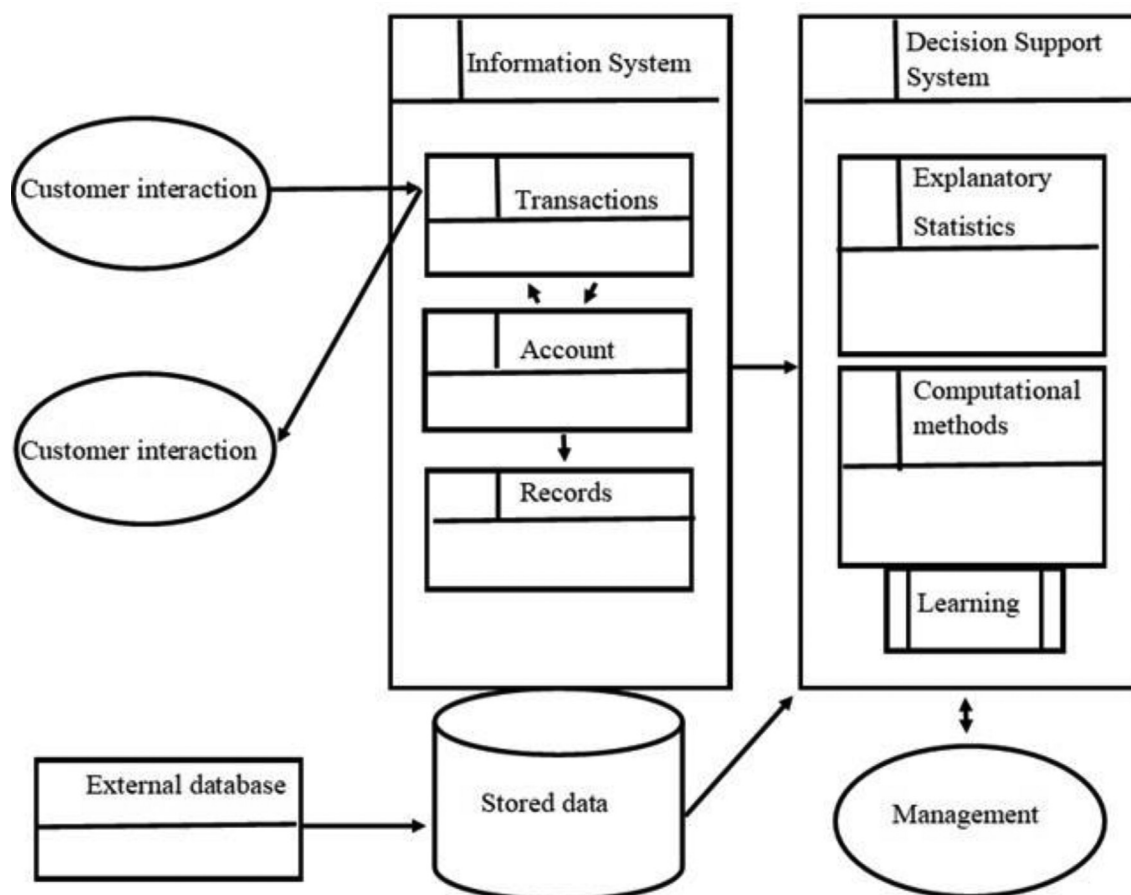 Information System
Decision Support
System
Customer interaction
Transactions
Explanatory
Statistics
Account
Computational
methods
Customer interaction
Records
Learning
External database
Stored data
Management